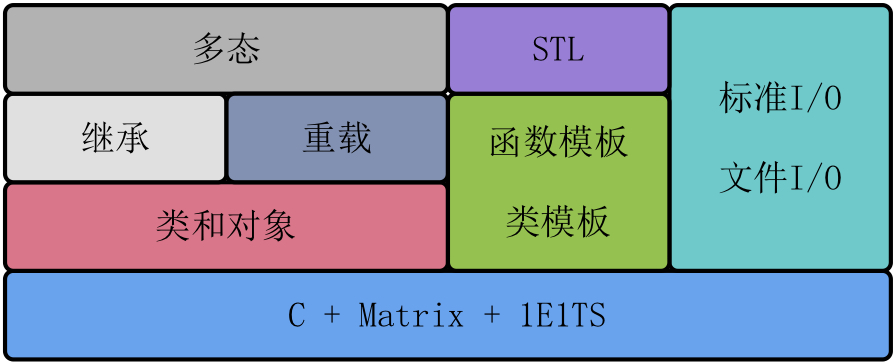 多态
STL
标准I/O
文件I/O
继承
重载
函数模板
类模板
类和对象
C + Matrix + 1E1TS